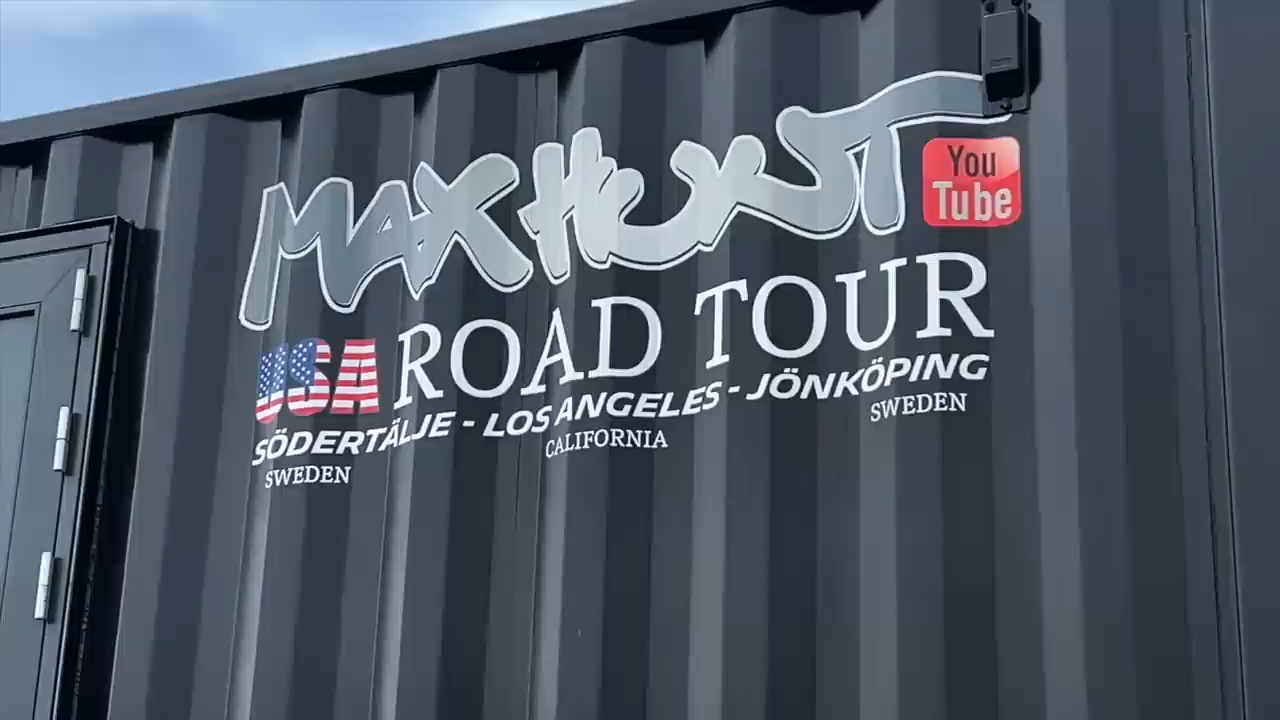 MAX HURST
You
Tube
USA ROAD TOUR
SÖDERTÄLJE - LOS ANGELES - JÖNKÖPING
SWEDEN CALIFORNIA SWEDEN